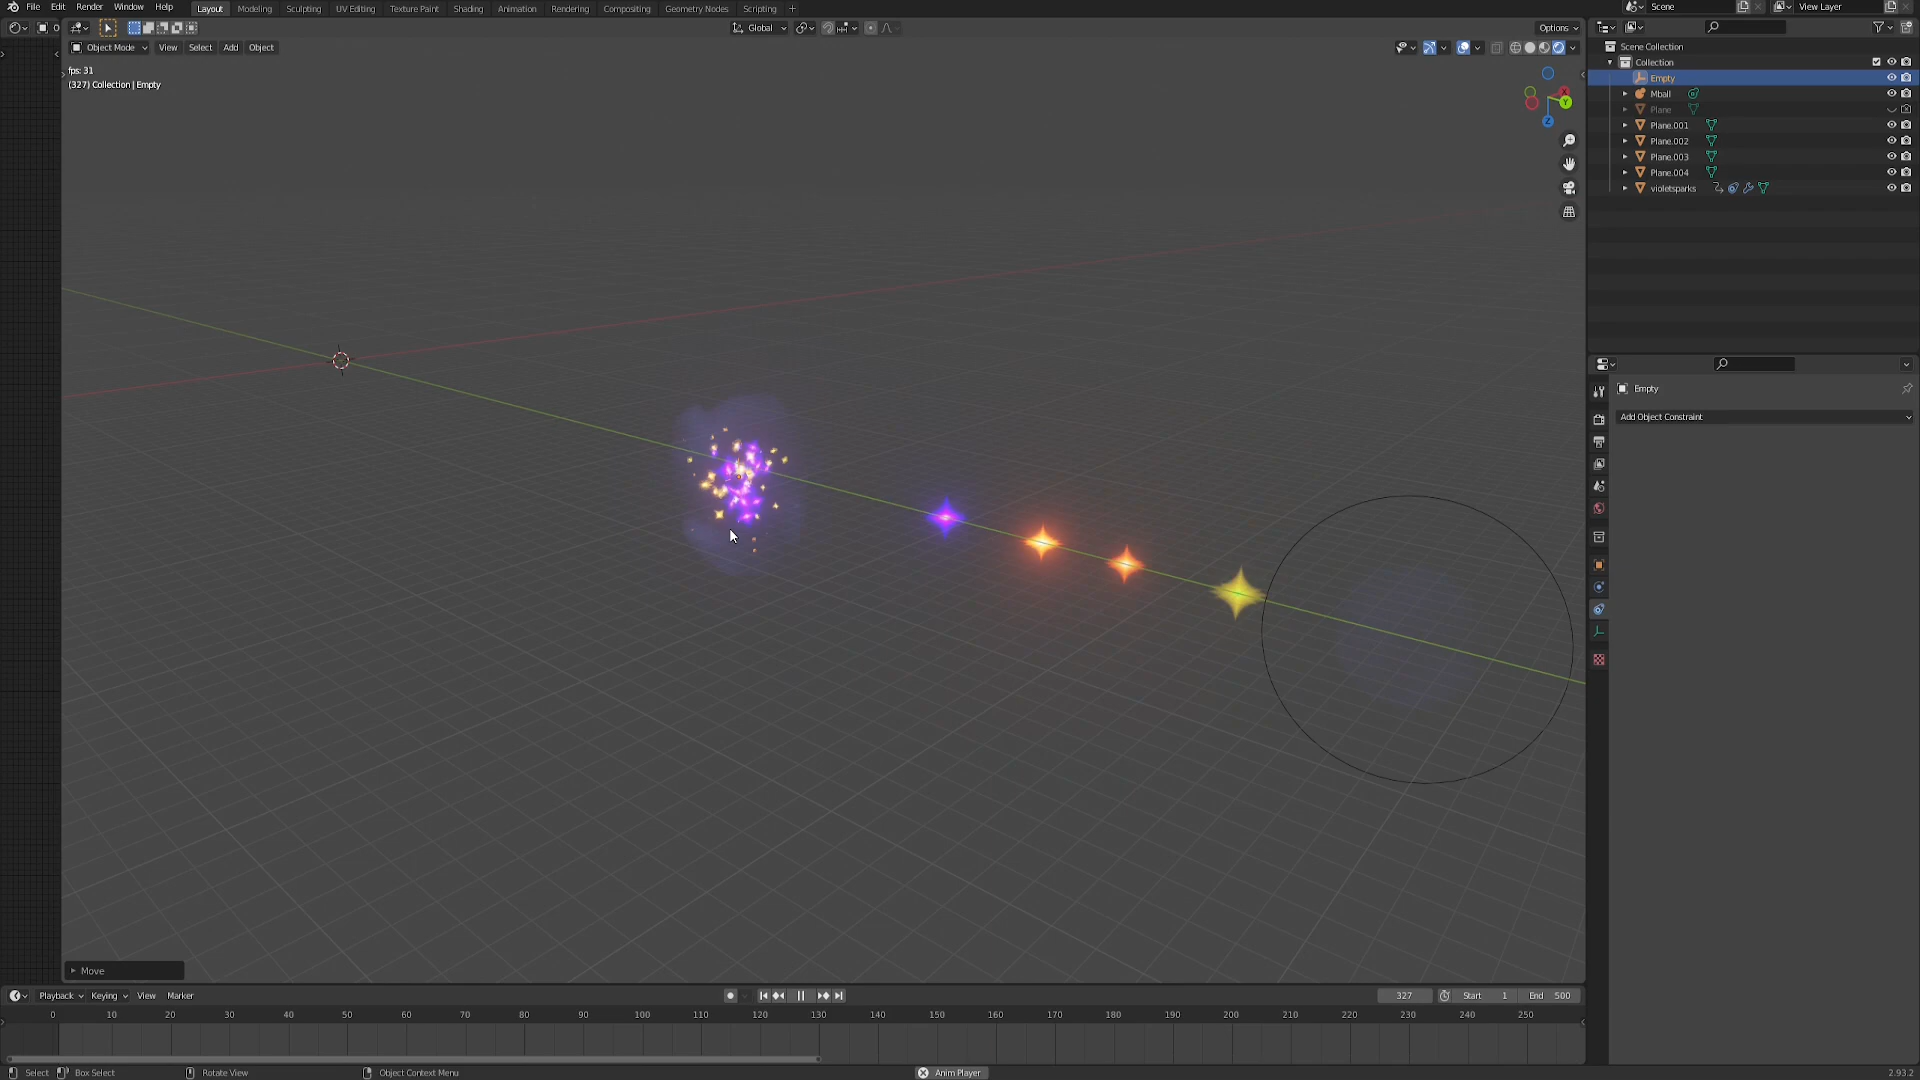 File Edit Render Window Help Layout Modeling Sculpting UV Editing Texture Paint Shading Animation Rendering Compositing Geometry Nodes Scripting + Scene View Layer
Global Options
Object Mode View Select Add Object
fps: 31
(327) Collection | Empty
X
Y
Z
Scene Collection
Collection
Empty
Mball
Plane
Plane.001
Plane.002
Plane.003
Plane.004
violetsparks
Empty
Add Object Constraint
Move
Playback Keying View Marker 327 Start 1 End 500
0 10 20 30 40 50 60 70 80 90 100 110 120 130 140 150 160 170 180 190 200 210 220 230 240 250
Select Box Select Rotate View Object Context Menu Anim Player 2.93.2